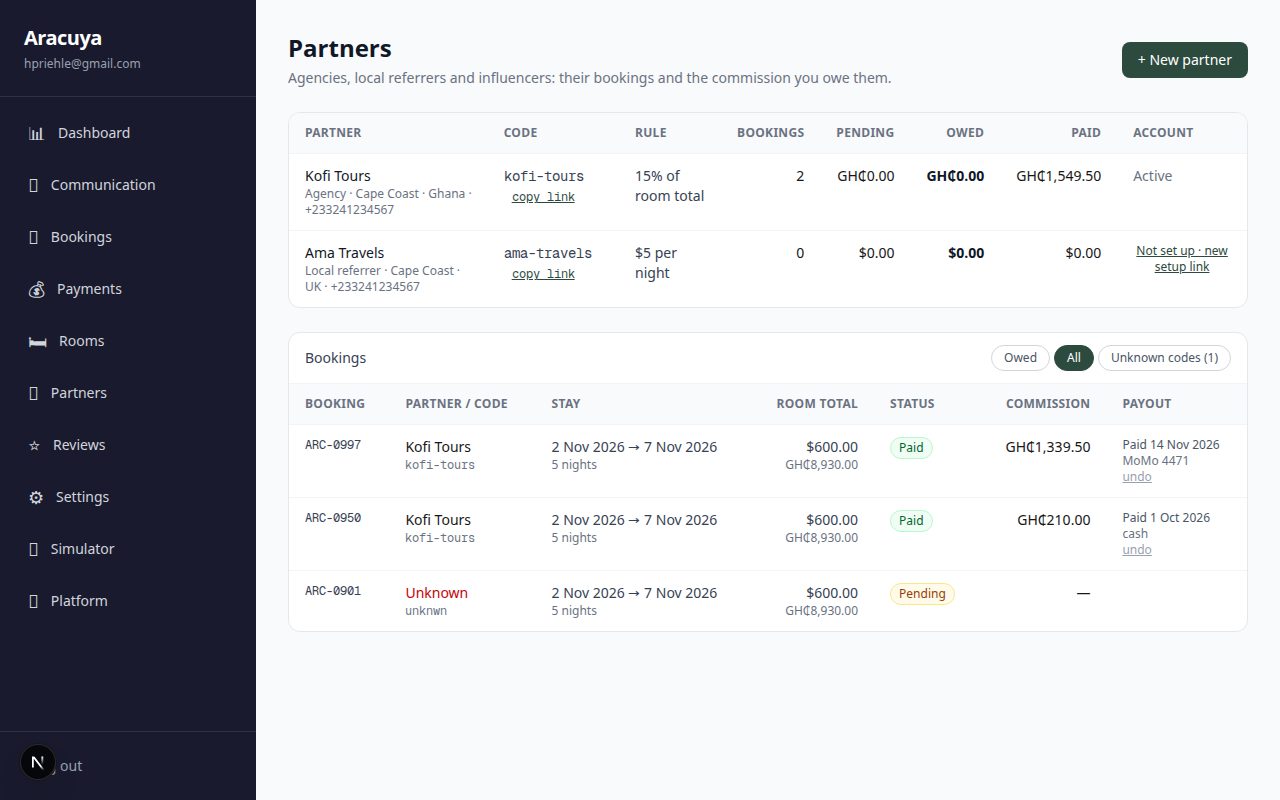 Aracuya
hpriehle@gmail.com
Dashboard
Communication
Bookings
Payments
Rooms
Partners
Reviews
Settings
Simulator
Platform
N
out
Partners
Agencies, local referrers and influencers: their bookings and the commission you owe them.
+ New partner
PARTNER CODE RULE BOOKINGS PENDING OWED PAID ACCOUNT
Kofi Tours kofi-tours 15% of 2 GH₵0.00 GH₵0.00 GH₵1,549.50 Active
Agency · Cape Coast · Ghana · copy link room total
+233241234567
Ama Travels ama-travels $5 per 0 $0.00 $0.00 $0.00 Not set up · new
Local referrer · Cape Coast · copy link night setup link
UK · +233241234567
Bookings Owed All Unknown codes (1)
BOOKING PARTNER / CODE STAY ROOM TOTAL STATUS COMMISSION PAYOUT
ARC-0997 Kofi Tours 2 Nov 2026 → 7 Nov 2026 $600.00 Paid GH₵1,339.50 Paid 14 Nov 2026
kofi-tours 5 nights GH₵8,930.00 MoMo 4471
undo
ARC-0950 Kofi Tours 2 Nov 2026 → 7 Nov 2026 $600.00 Paid GH₵210.00 Paid 1 Oct 2026
kofi-tours 5 nights GH₵8,930.00 cash
undo
ARC-0901 Unknown 2 Nov 2026 → 7 Nov 2026 $600.00 Pending —
unknwn 5 nights GH₵8,930.00